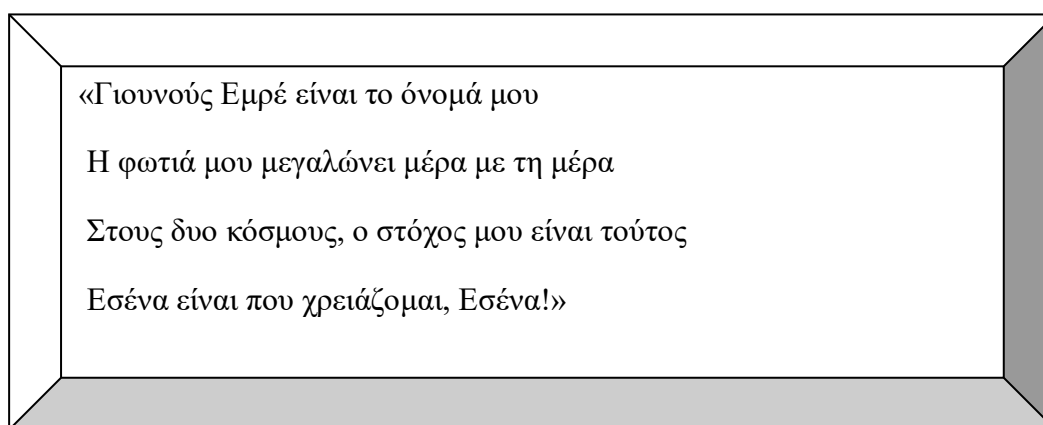 «Γιουνούς Εμρέ είναι το όνομά μου
Η φωτιά μου μεγαλώνει μέρα με τη μέρα
Στους δυο κόσμους, ο στόχος μου είναι τούτος
Εσένα είναι που χρειάζομαι, Εσένα!»